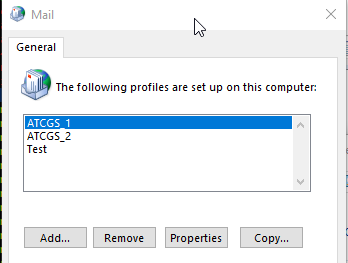 Mail
General
The following profiles are set up on this computer:
ATCGS_1
ATCGS_2
Test
Add... Remove Properties Copy...